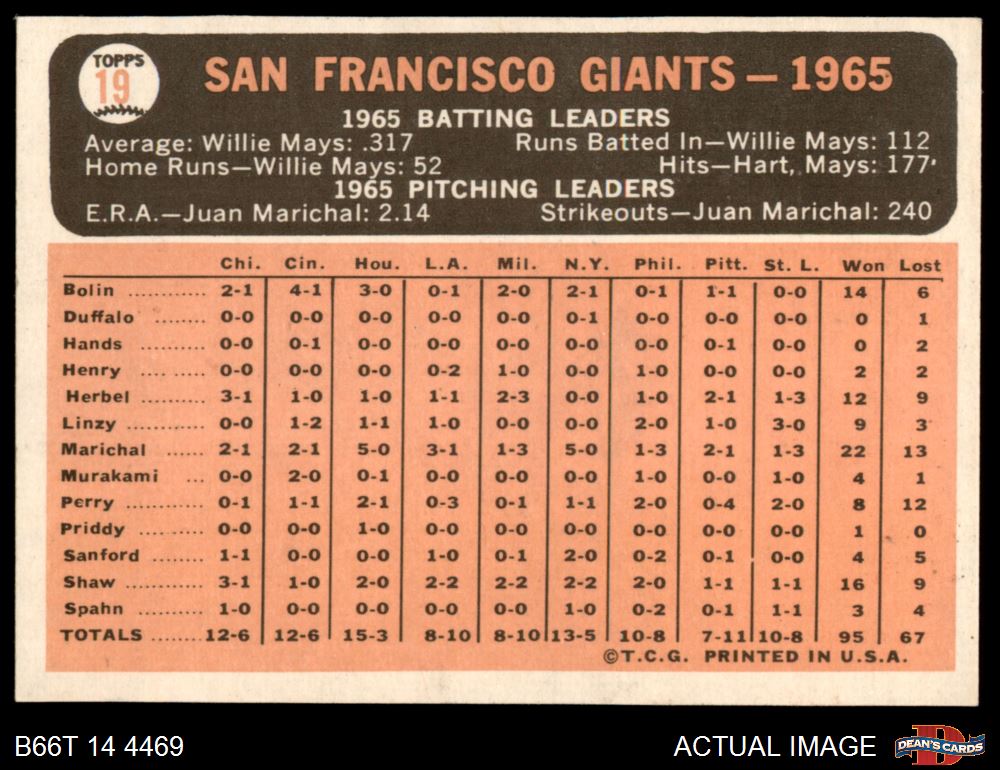 TOPPS
19
SAN FRANCISCO GIANTS — 1965
1965 BATTING LEADERS
Average: Willie Mays: .317 Runs Batted In—Willie Mays: 112
Home Runs—Willie Mays: 52 Hits—Hart, Mays: 177
1965 PITCHING LEADERS
E.R.A.—Juan Marichal: 2.14 Strikeouts—Juan Marichal: 240
Chi. Cin. Hou. L.A. Mil. N.Y. Phil. Pitt. St. L. Won Lost
Bolin ........... 2-1 4-1 3-0 0-1 2-0 2-1 0-1 1-1 0-0 14 6
Duffalo ........ 0-0 0-0 0-0 0-0 0-0 0-1 0-0 0-0 0-0 0 1
Hands .......... 0-0 0-1 0-0 0-0 0-0 0-0 0-0 0-1 0-0 0 2
Henry .... ..... 0-0 0-0 0-0 0-2 1-0 0-0 1-0 0-0 0-0 2 2
Herbel ......... 3-1 1-0 1-0 1-1 2-3 0-0 1-0 2-1 1-3 12 9
Linzy ........... 0-0 1-2 1-1 1-0 0-0 0-0 2-0 1-0 3-0 9 3
Marichal ...... 2-1 2-1 5-0 3-1 1-3 5-0 1-3 2-1 1-3 22 13
Murakami ... 0-0 2-0 0-1 0-0 0-0 0-0 1-0 0-0 1-0 4 1
Perry ........... 0-1 1-1 2-1 0-3 0-1 1-1 2-0 0-4 2-0 8 12
Priddy ......... 0-0 0-0 1-0 0-0 0-0 0-0 0-0 0-0 0-0 1 0
Sanford ....... 1-1 0-0 0-0 1-0 0-1 2-0 0-2 0-1 0-0 4 5
Shaw ........... 3-1 1-0 2-0 2-2 2-2 2-2 2-0 1-1 1-1 16 9
Spahn ......... 1-0 0-0 0-0 0-0 0-0 1-0 0-2 0-1 1-1 3 4
TOTALS ....... 12-6 12-6 15-3 8-10 8-10 13-5 10-8 7-11 10-8 95 67
©T.C.G. PRINTED IN U.S.A.
B66T 14 4469 ACTUAL IMAGE DEAN'S CARDS